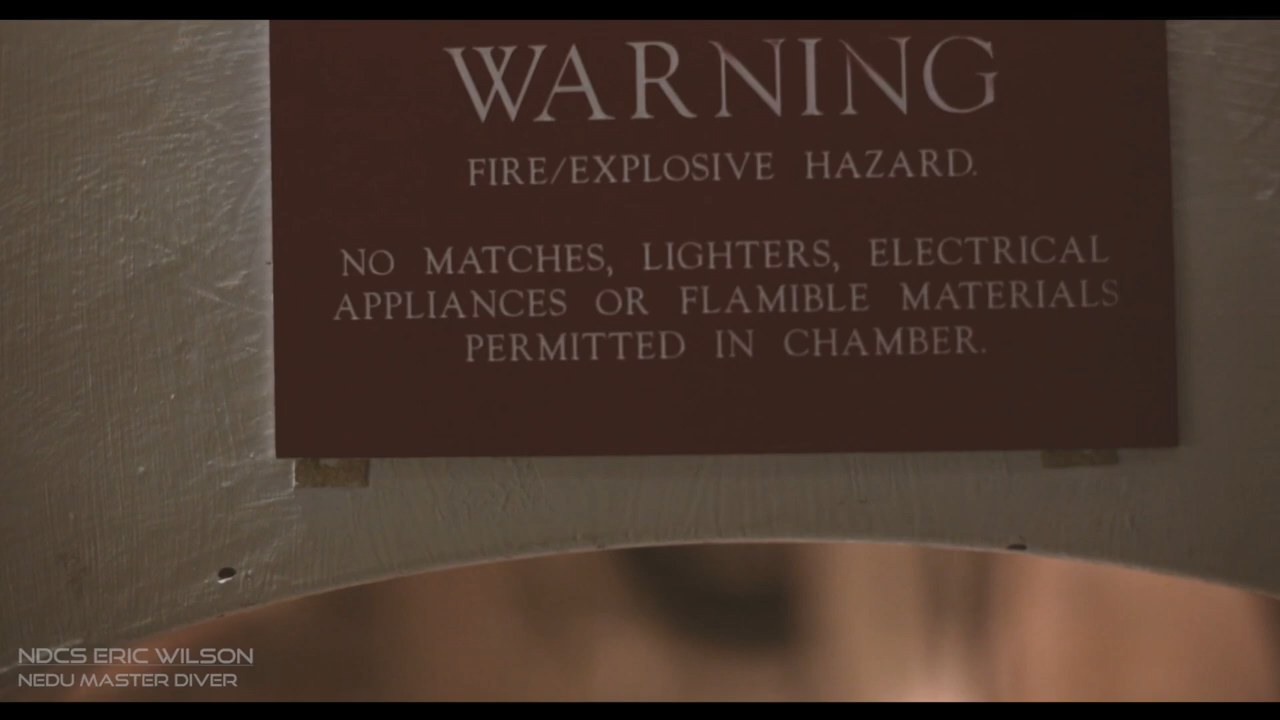 WARNING
FIRE/EXPLOSIVE HAZARD.
NO MATCHES, LIGHTERS, ELECTRICAL
APPLIANCES OR FLAMIBLE MATERIALS
PERMITTED IN CHAMBER.
NDCS ERIC WILSON
NEDU MASTER DIVER